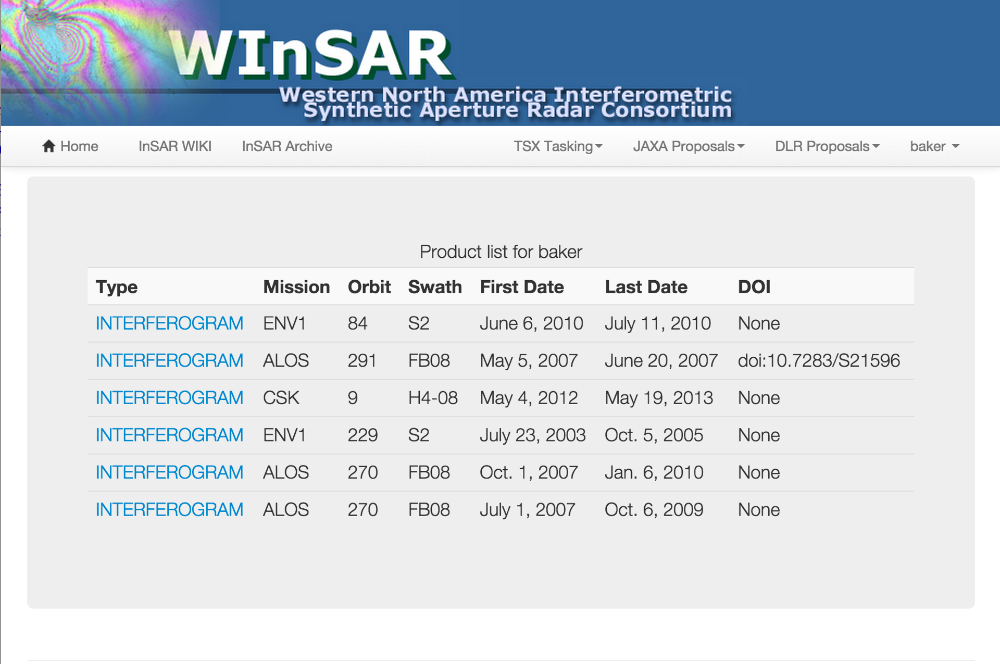 WInSAR
Western North America Interferometric
Synthetic Aperture Radar Consortium
Home InSAR WIKI InSAR Archive TSX Tasking JAXA Proposals DLR Proposals baker
Product list for baker
Type Mission Orbit Swath First Date Last Date DOI
INTERFEROGRAM ENV1 84 S2 June 6, 2010 July 11, 2010 None
INTERFEROGRAM ALOS 291 FB08 May 5, 2007 June 20, 2007 doi:10.7283/S21596
INTERFEROGRAM CSK 9 H4-08 May 4, 2012 May 19, 2013 None
INTERFEROGRAM ENV1 229 S2 July 23, 2003 Oct. 5, 2005 None
INTERFEROGRAM ALOS 270 FB08 Oct. 1, 2007 Jan. 6, 2010 None
INTERFEROGRAM ALOS 270 FB08 July 1, 2007 Oct. 6, 2009 None